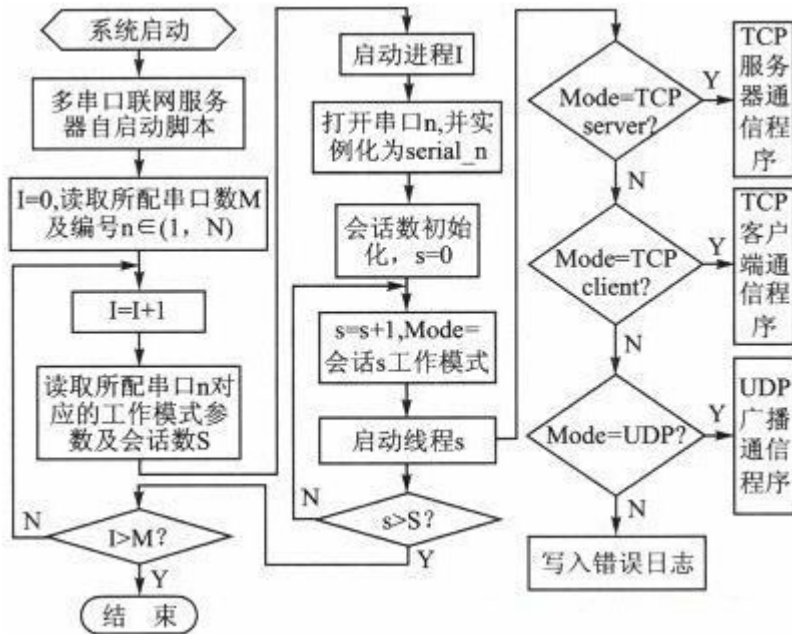 系统启动
多串口联网服务
器自启动脚本
I=0,读取所配串口数M
及编号n∈(1，N)
I=I+1
读取所配串口n对
应的工作模式参
数及会话数S
I>M?
N
Y
结 束
启动进程I
打开串口n,并实
例化为serial_n
会话数初始
化，s=0
s=s+1,Mode=
会话s工作模式
启动线程s
s>S?
N
Y
Mode=TCP
server?
Y
N
TCP
服务
器通
信程
序
Mode=TCP
client?
Y
N
TCP
客户
端通
信程
序
Mode=UDP?
Y
N
UDP
广播
通信
程序
写入错误日志